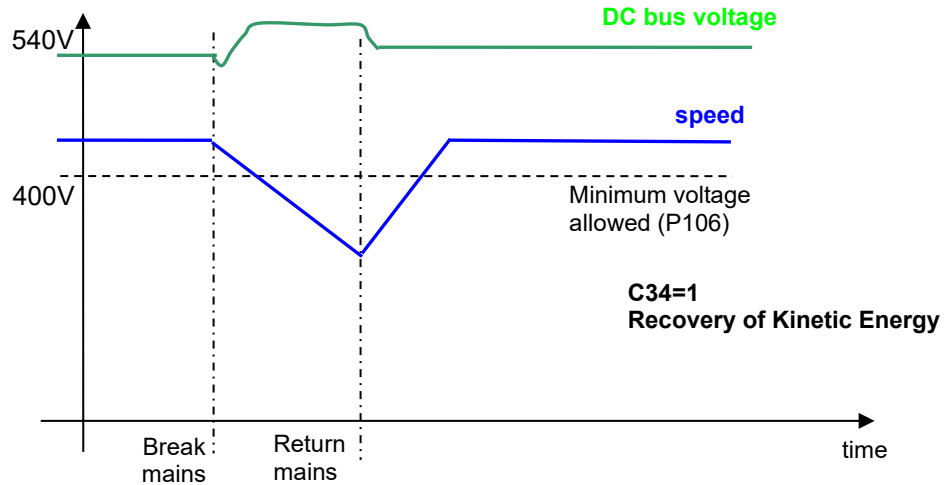 DC bus voltage
540V
speed
400V
Minimum voltage
allowed (P106)
C34=1
Recovery of Kinetic Energy
Break
mains
Return
mains
time